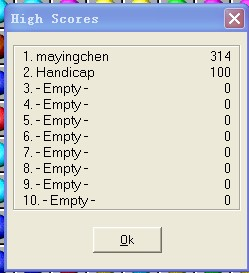 High Scores
1. mayingchen 314
2. Handicap 100
3. - Empty - 0
4. - Empty - 0
5. - Empty - 0
6. - Empty - 0
7. - Empty - 0
8. - Empty - 0
9. - Empty - 0
10. - Empty - 0
Ok